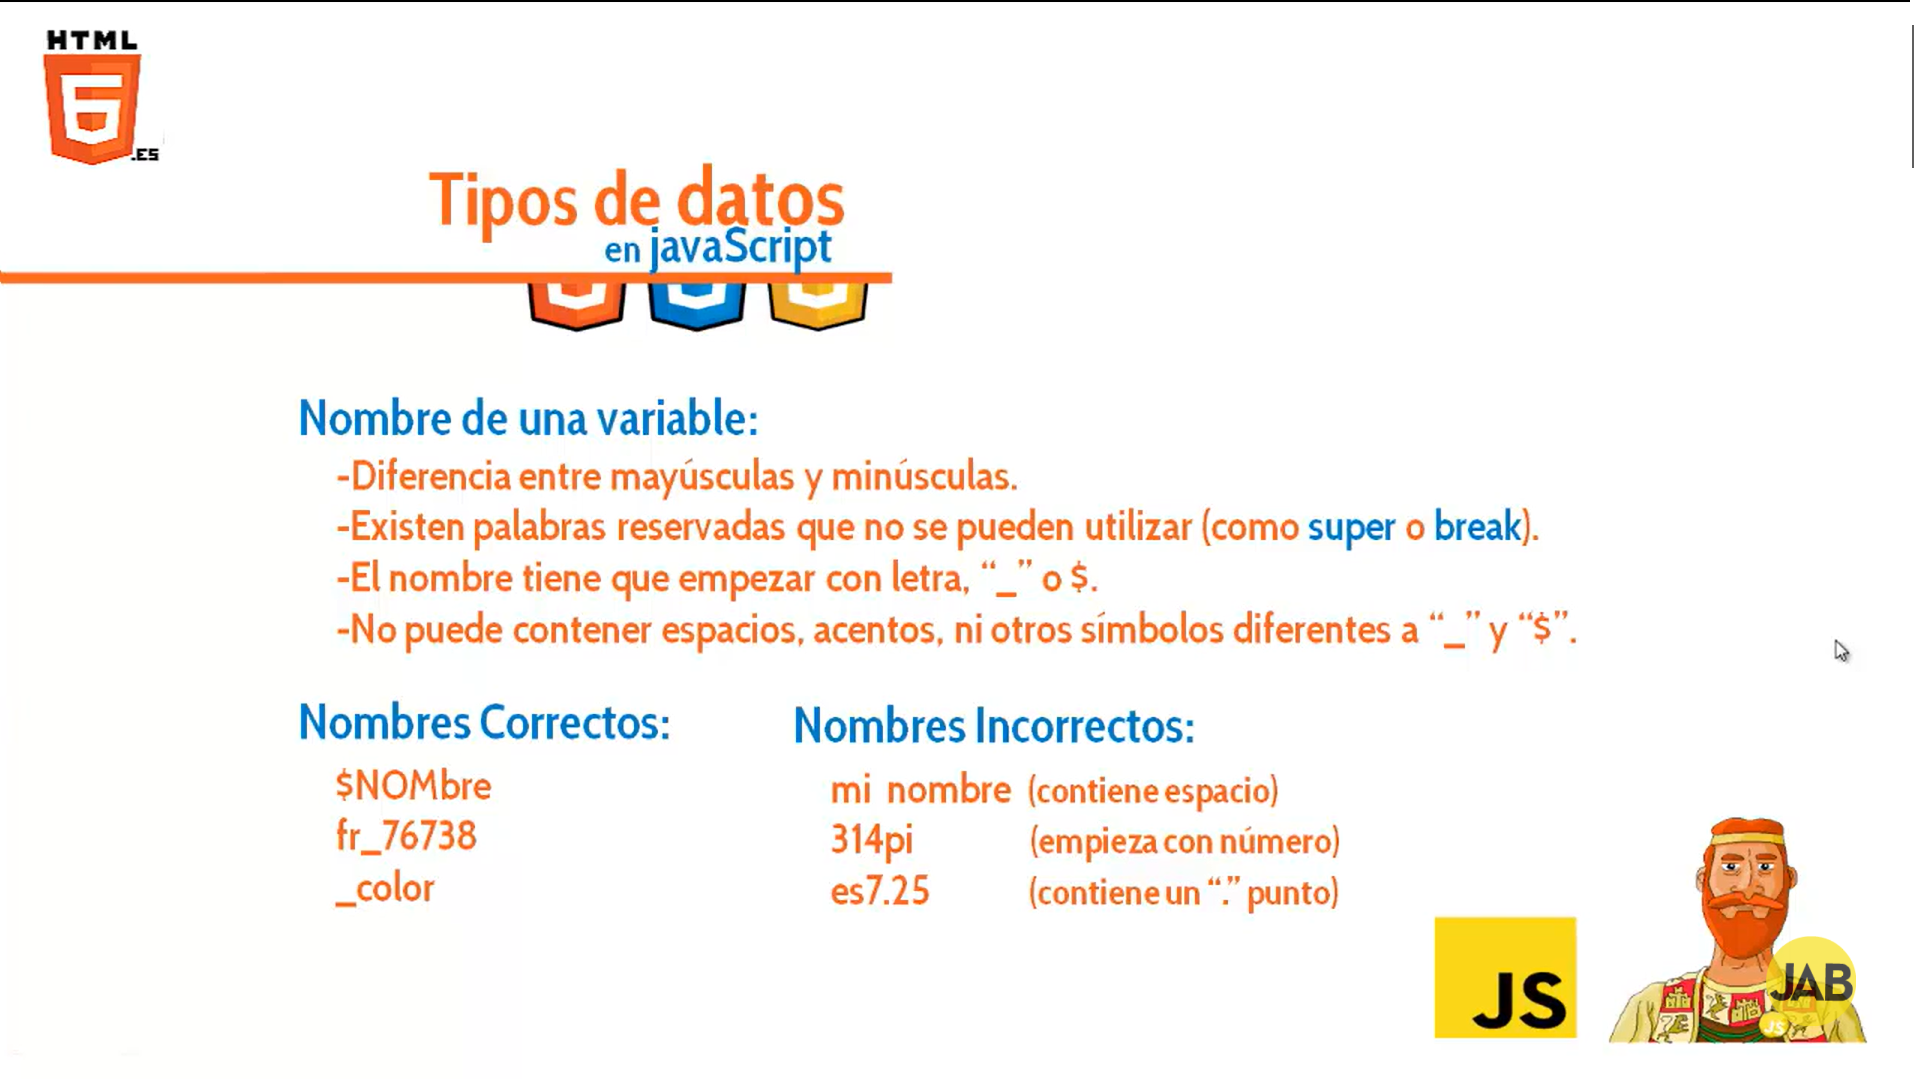 HTML
6
.ES
Tipos de datos
en javaScript
Nombre de una variable:
-Diferencia entre mayúsculas y minúsculas.
-Existen palabras reservadas que no se pueden utilizar (como super o break).
-El nombre tiene que empezar con letra, “_” o $.
-No puede contener espacios, acentos, ni otros símbolos diferentes a “_” y “$”.
Nombres Correctos:
$NOMbre
fr_76738
_color
Nombres Incorrectos:
mi nombre (contiene espacio)
314pi (empieza con número)
es7.25 (contiene un “.” punto)
JS
JAB
JS